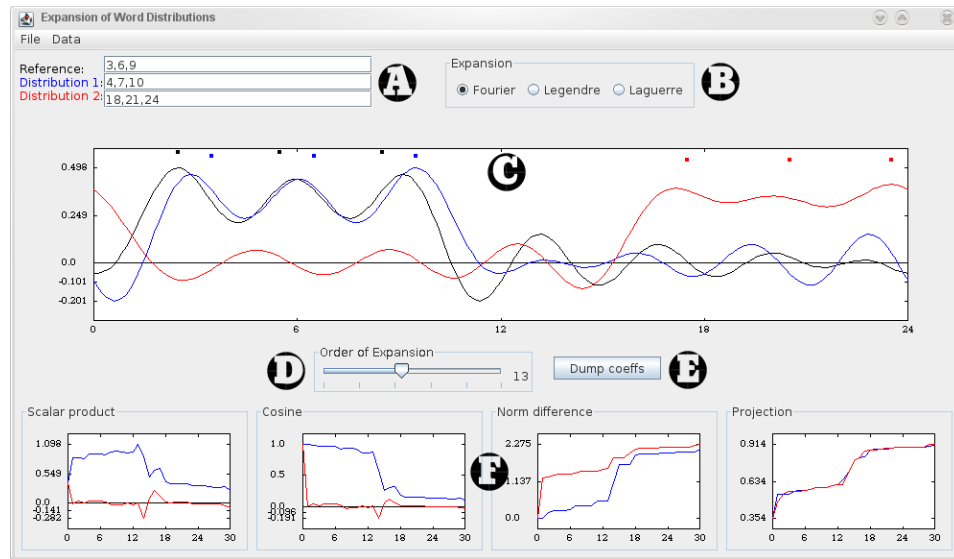 Expansion of Word Distributions
File Data
Reference: 3,6,9
Distribution 1: 4,7,10
Distribution 2: 18,21,24
A
Expansion
Fourier Legendre Laguerre
B
C
0.498
0.249
0.0
-0.101
-0.201
0 6 12 18 24
D
Order of Expansion
13
Dump coeffs
E
Scalar product
1.098
0.549
0.0
-0.141
-0.282
0 6 12 18 24 30
Cosine
1.0
0.5
0.0
-0.096
-0.191
0 6 12 18 24 30
F
Norm difference
2.275
1.137
0.0
0 6 12 18 24 30
Projection
0.914
0.634
0.354
0 6 12 18 24 30